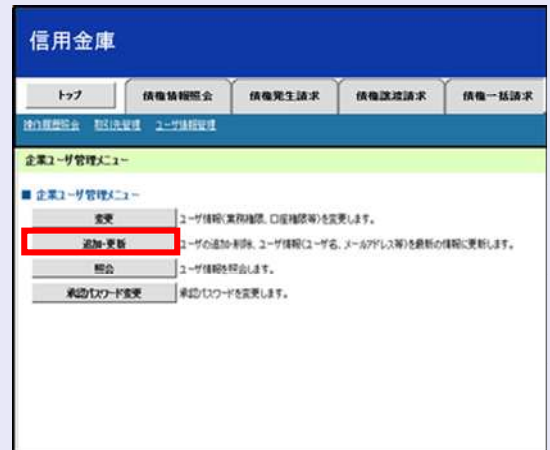 信用金庫
トップ 債権情報照会 債権発生請求 債権譲渡請求 債権一括請求
操作履歴照会 取引先管理 ユーザ情報管理
企業ユーザ管理メニュー
■ 企業ユーザ管理メニュー
変更 ユーザ情報(業務権限、口座権限等)を変更します。
追加・更新 ユーザの追加・削除、ユーザ情報(ユーザ名、メールアドレス等)を最新の情報に更新します。
照会 ユーザ情報を照会します。
承認パスワード変更 承認パスワードを変更します。